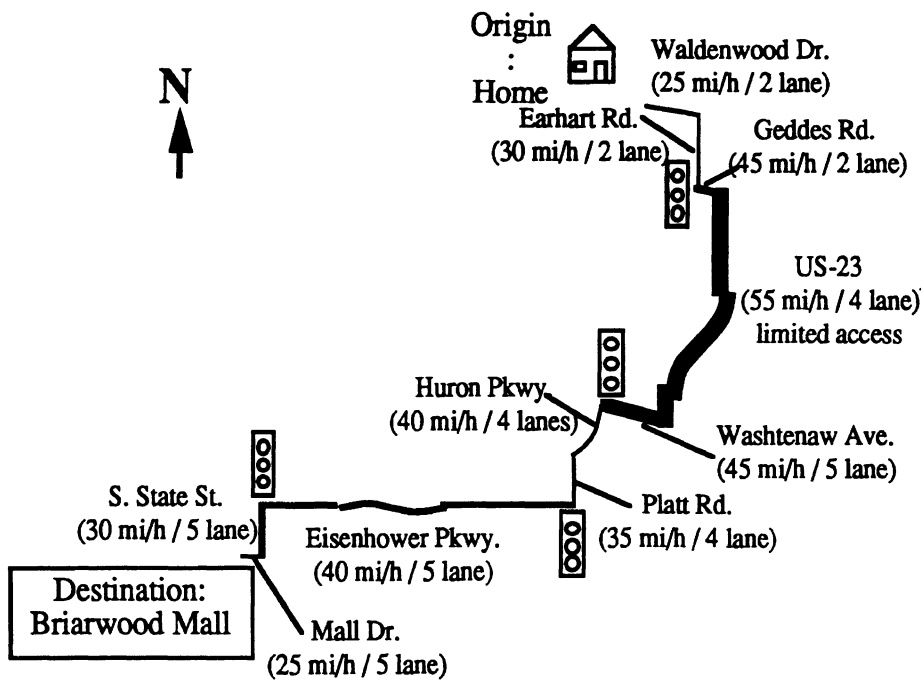 Origin
:
Home
Waldenwood Dr.
(25 mi/h / 2 lane)
N
Earhart Rd.
(30 mi/h / 2 lane)
Geddes Rd.
(45 mi/h / 2 lane)
US-23
(55 mi/h / 4 lane)
limited access
Huron Pkwy.
(40 mi/h / 4 lanes)
Washtenaw Ave.
(45 mi/h / 5 lane)
S. State St.
(30 mi/h / 5 lane)
Eisenhower Pkwy.
(40 mi/h / 5 lane)
Platt Rd.
(35 mi/h / 4 lane)
Destination:
Briarwood Mall
Mall Dr.
(25 mi/h / 5 lane)